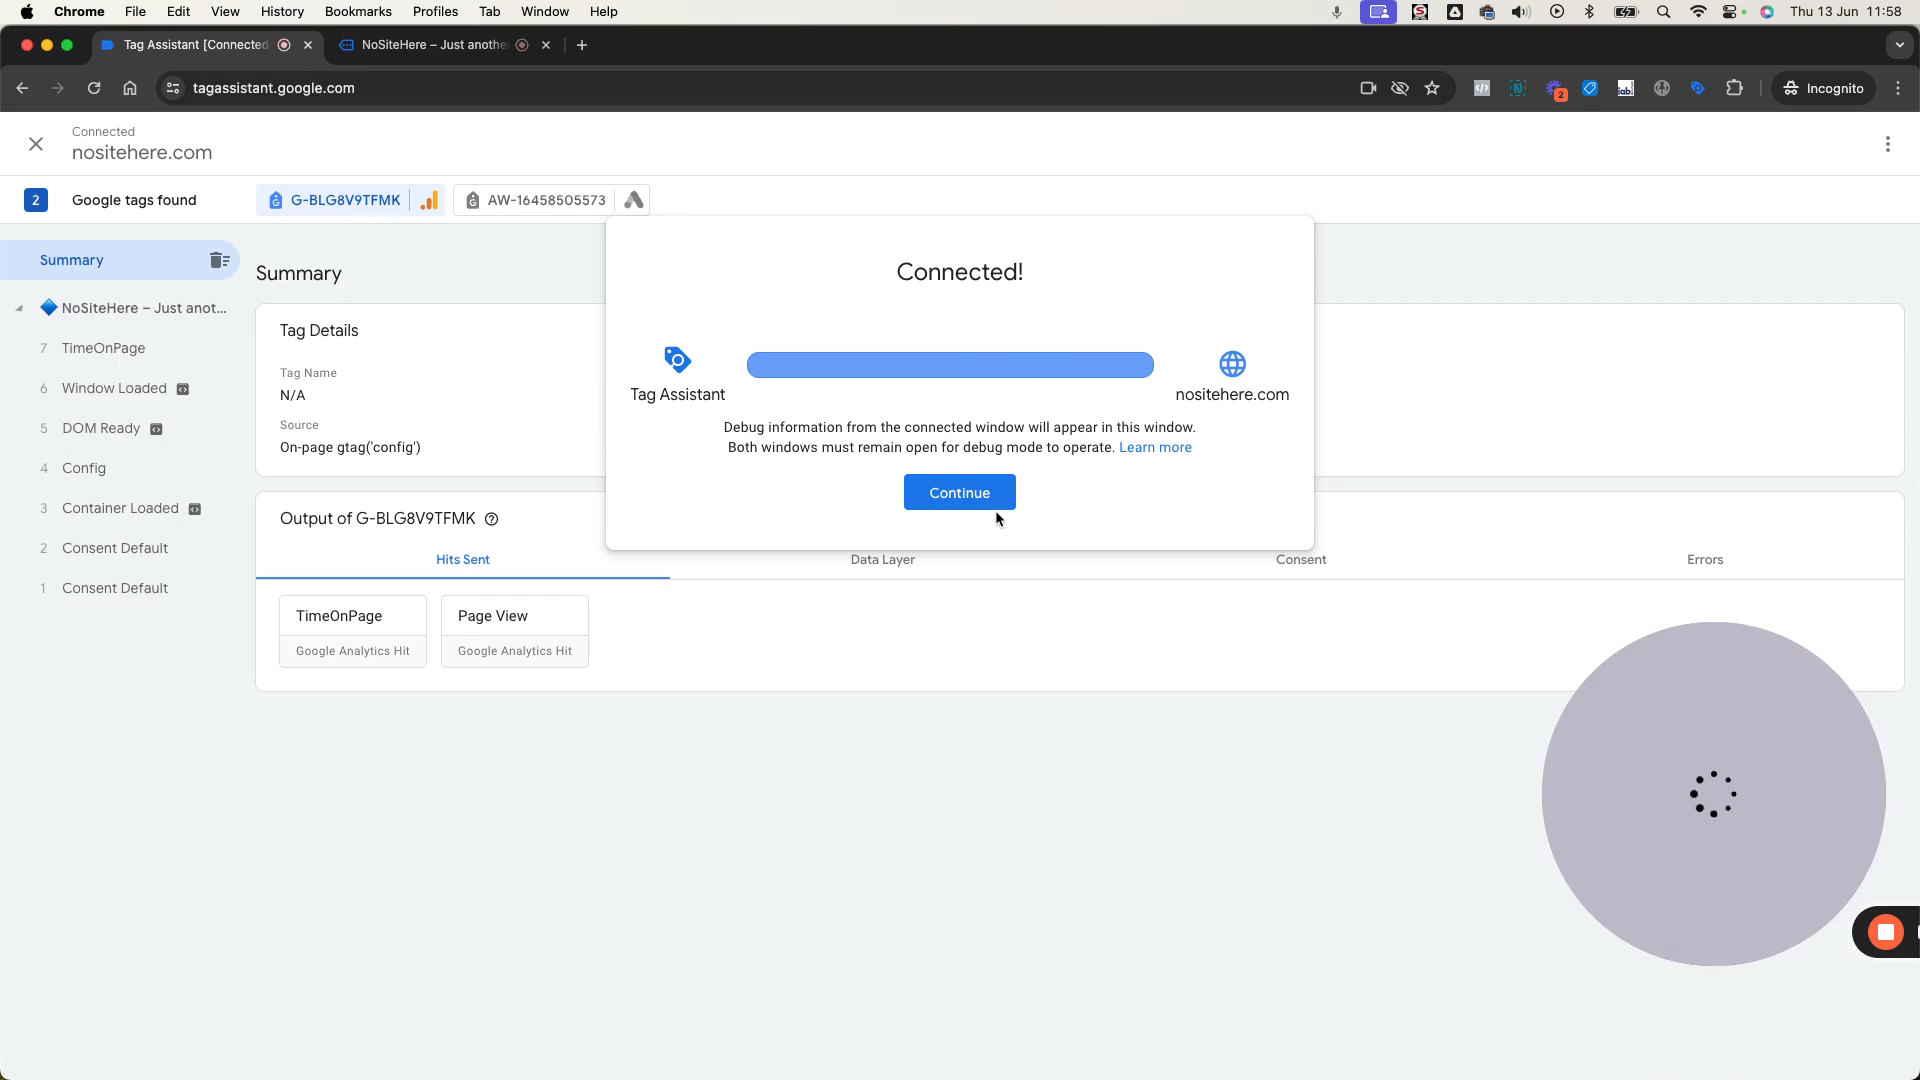 Chrome File Edit View History Bookmarks Profiles Tab Window Help Thu 13 Jun 11:58
Tag Assistant [Connected NoSiteHere – Just anothe
tagassistant.google.com 2 iab. Incognito
Connected
nositehere.com
2 Google tags found G-BLG8V9TFMK AW-16458505573
Summary
Summary
NoSiteHere – Just anot...
7 TimeOnPage
6 Window Loaded
5 DOM Ready
4 Config
3 Container Loaded
2 Consent Default
1 Consent Default
Tag Details
Tag Name
N/A
Source
On-page gtag('config')
Connected!
Tag Assistant nositehere.com
Debug information from the connected window will appear in this window.
Both windows must remain open for debug mode to operate. Learn more
Continue
Output of G-BLG8V9TFMK
Hits Sent Data Layer Consent Errors
TimeOnPage Page View
Google Analytics Hit Google Analytics Hit